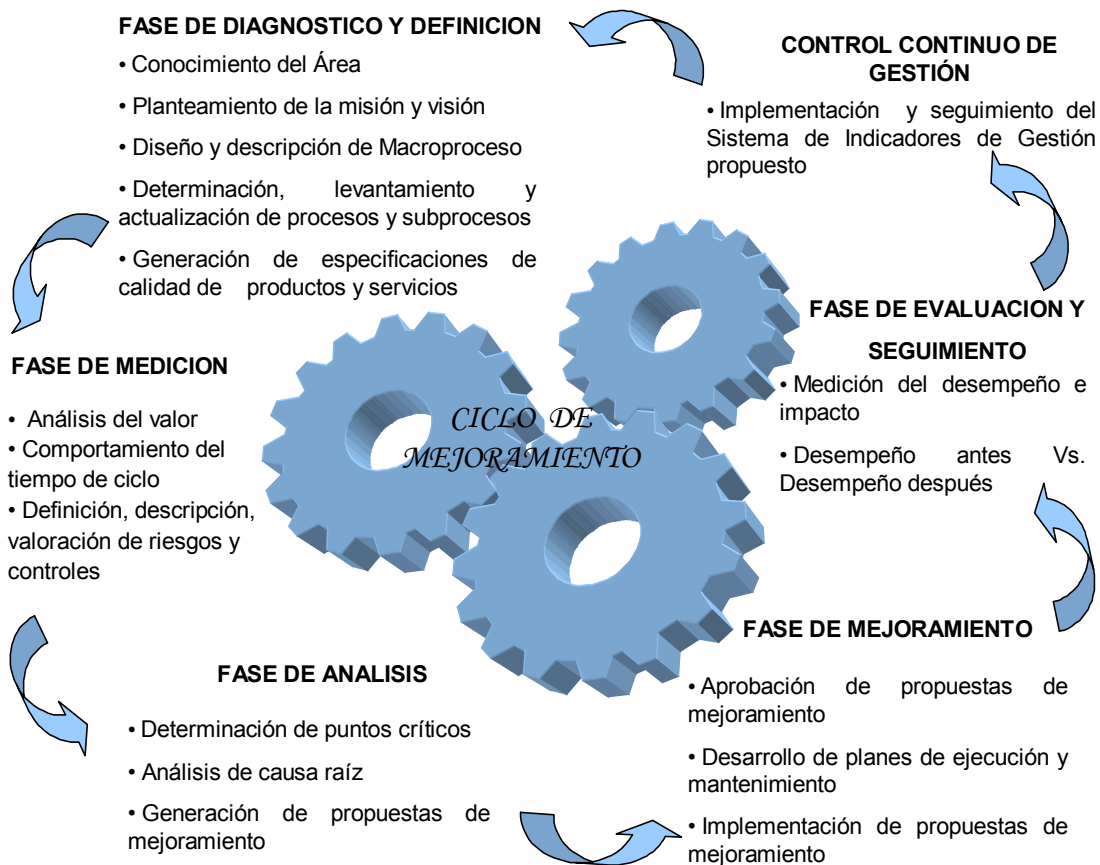 FASE DE DIAGNOSTICO Y DEFINICION
• Conocimiento del Área
• Planteamiento de la misión y visión
• Diseño y descripción de Macroproceso
• Determinación, levantamiento y
actualización de procesos y subprocesos
• Generación de especificaciones de
calidad de productos y servicios
CONTROL CONTINUO DE
GESTIÓN
• Implementación y seguimiento del
Sistema de Indicadores de Gestión
propuesto
FASE DE MEDICION
• Análisis del valor
• Comportamiento del
tiempo de ciclo
• Definición, descripción,
valoración de riesgos y
controles
CICLO DE
MEJORAMIENTO
FASE DE EVALUACION Y
SEGUIMIENTO
• Medición del desempeño e
impacto
• Desempeño antes Vs.
Desempeño después
FASE DE ANALISIS
• Determinación de puntos críticos
• Análisis de causa raíz
• Generación de propuestas de
mejoramiento
FASE DE MEJORAMIENTO
• Aprobación de propuestas de
mejoramiento
• Desarrollo de planes de ejecución y
mantenimiento
• Implementación de propuestas de
mejoramiento